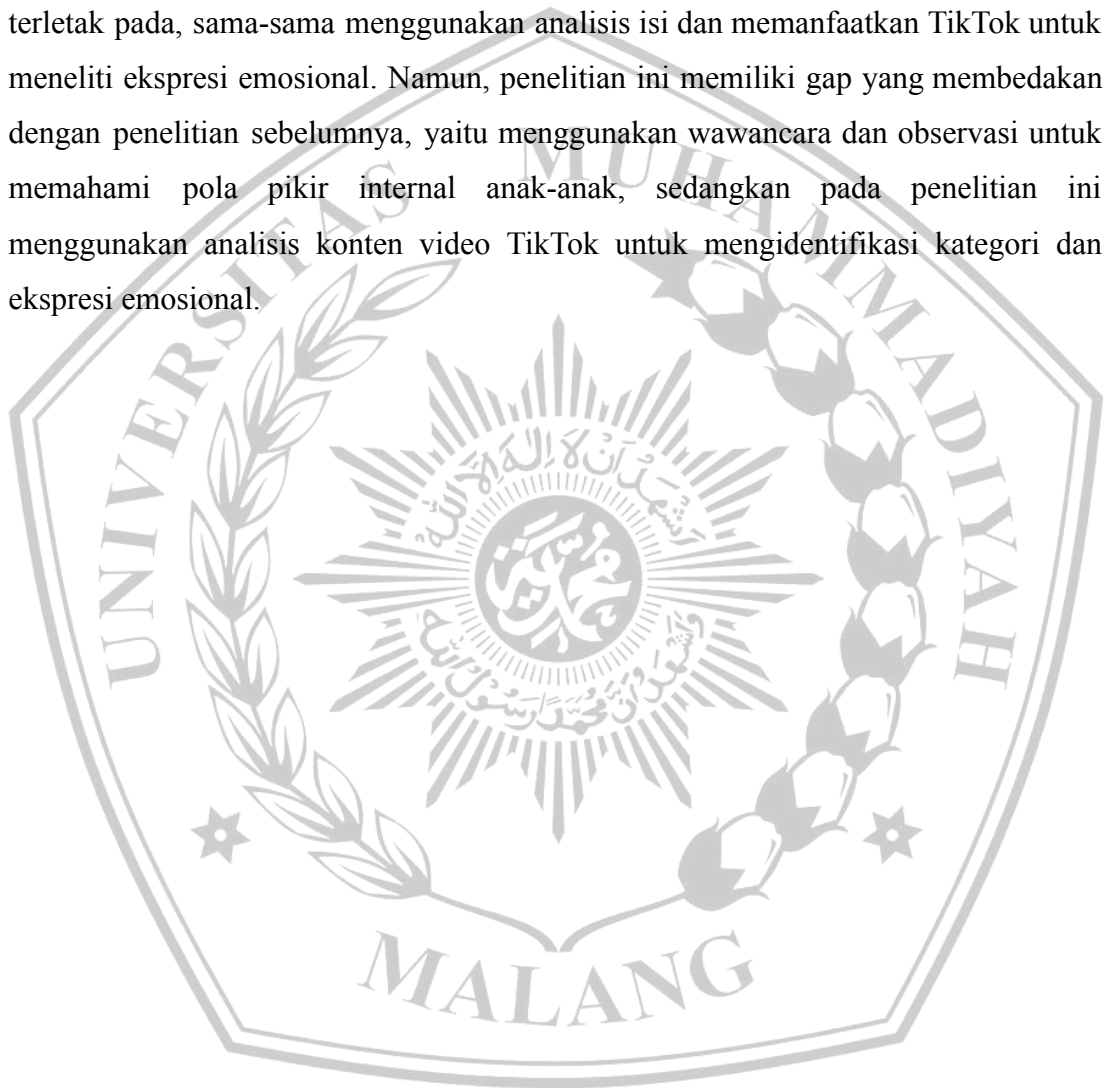 terletak pada, sama-sama menggunakan analisis isi dan memanfaatkan TikTok untuk
meneliti ekspresi emosional. Namun, penelitian ini memiliki gap yang membedakan
dengan penelitian sebelumnya, yaitu menggunakan wawancara dan observasi untuk
memahami pola pikir internal anak-anak, sedangkan pada penelitian ini
menggunakan analisis konten video TikTok untuk mengidentifikasi kategori dan
ekspresi emosional.
UNIVERSITAS MUHAMMADIYAH
MALANG